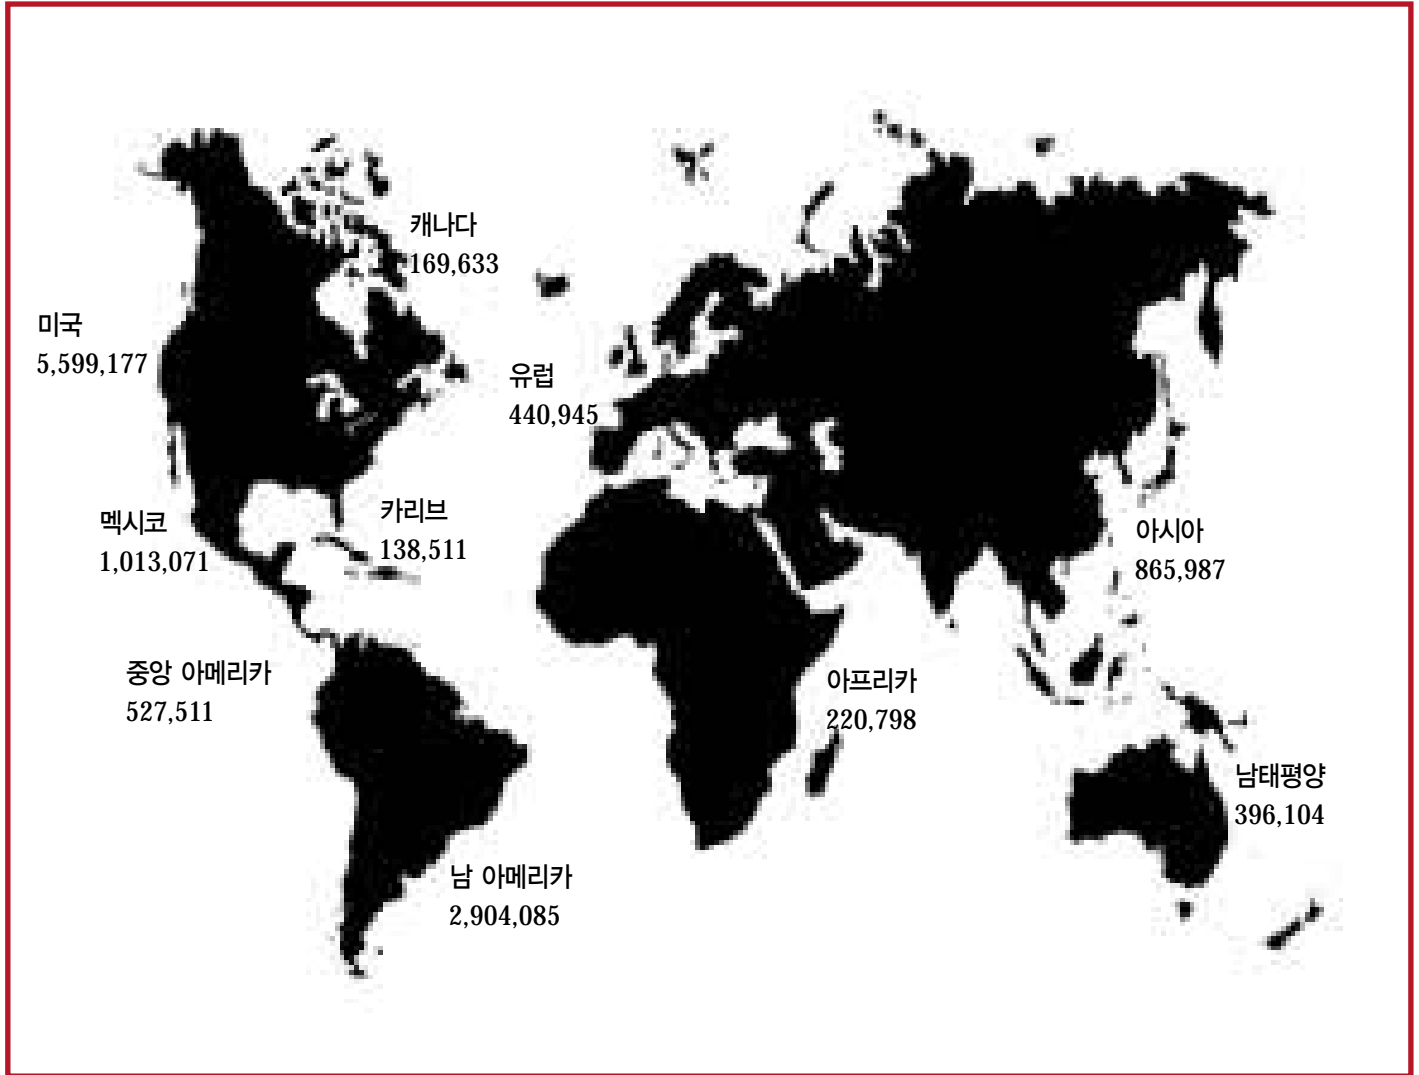 캐나다
169,633
미국
5,599,177
유럽
440,945
멕시코
1,013,071
카리브
138,511
아시아
865,987
중앙 아메리카
527,511
아프리카
220,798
남태평양
396,104
남 아메리카
2,904,085